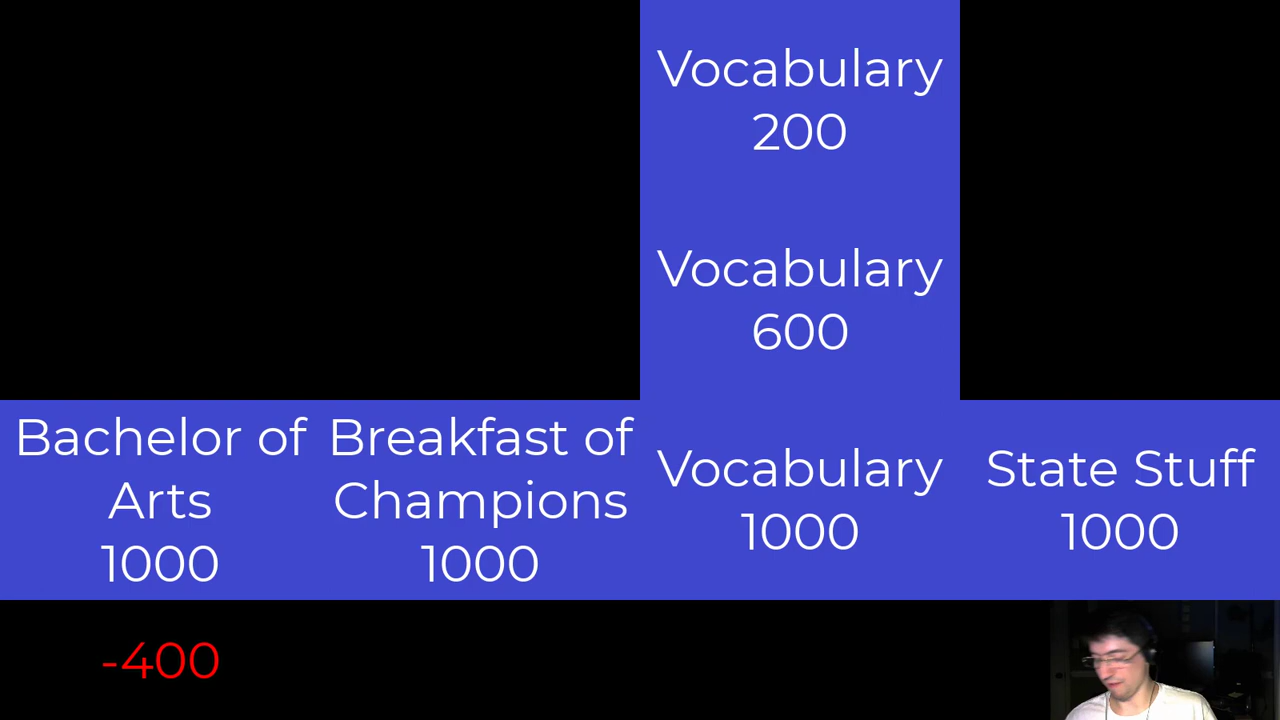 Vocabulary
200
Vocabulary
600
Bachelor of
Arts
1000
Breakfast of
Champions
1000
Vocabulary
1000
State Stuff
1000
-400